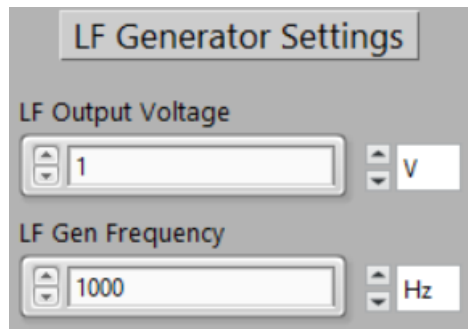 LF Generator Settings
LF Output Voltage
1 V
LF Gen Frequency
1000 Hz